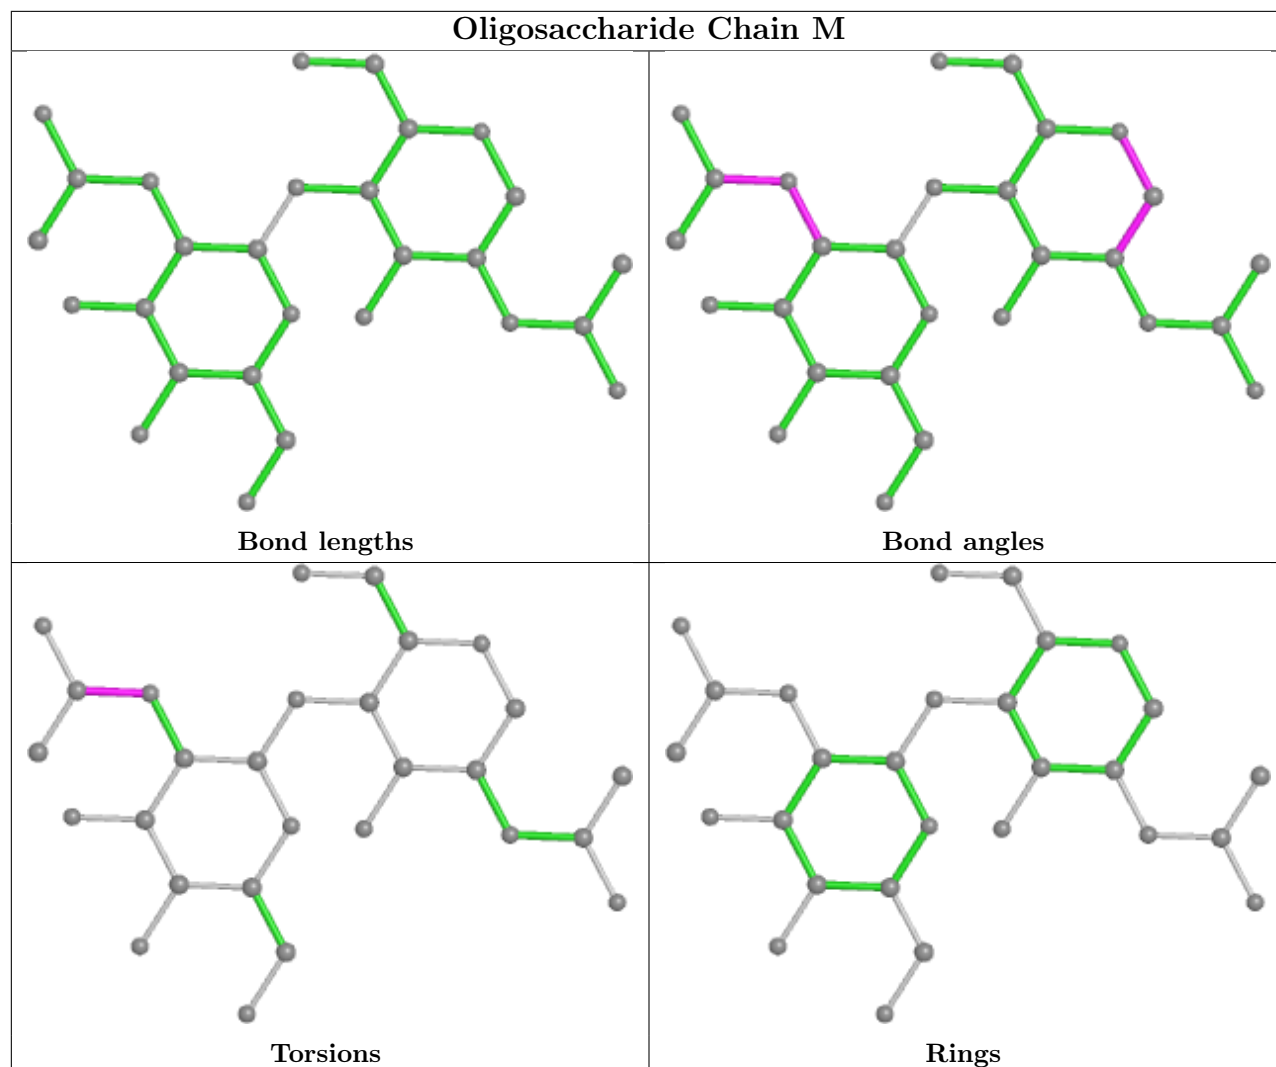 Oligosaccharide Chain M
Bond lengths
Bond angles
Torsions
Rings